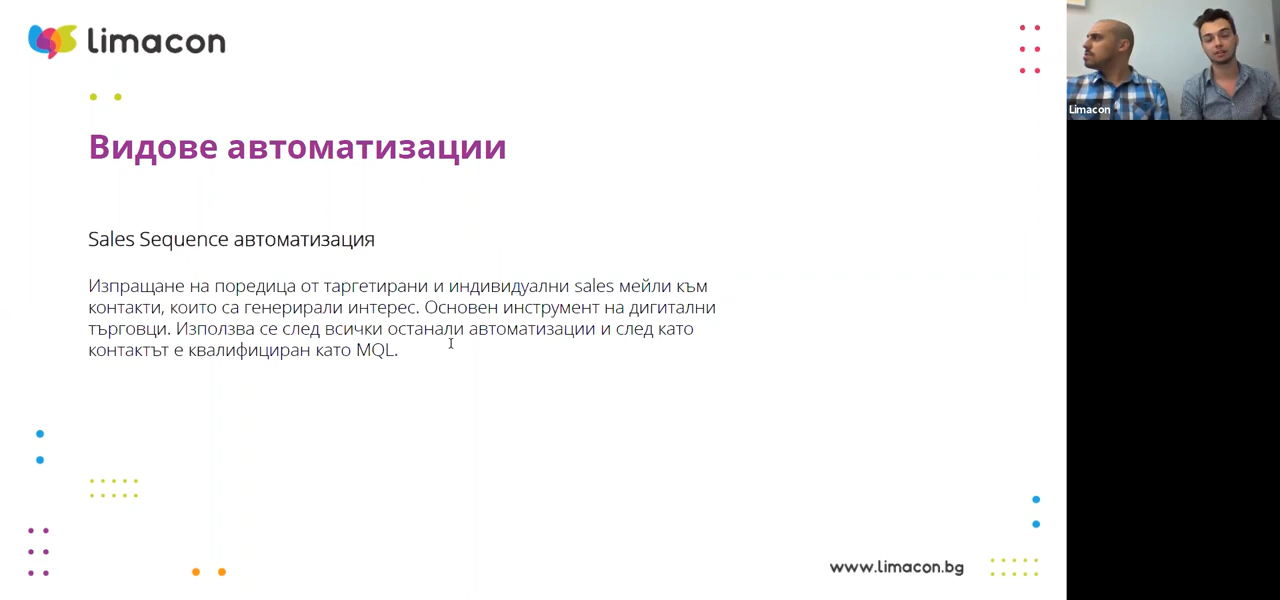 limacon
Видове автоматизации
Sales Sequence автоматизация
Изпращане на поредица от таргетирани и индивидуални sales мейли към
контакти, които са генерирали интерес. Основен инструмент на дигитални
търговци. Използва се след всички останали автоматизации и след като
контактът е квалифициран като MQL.
www.limacon.bg
Limacon